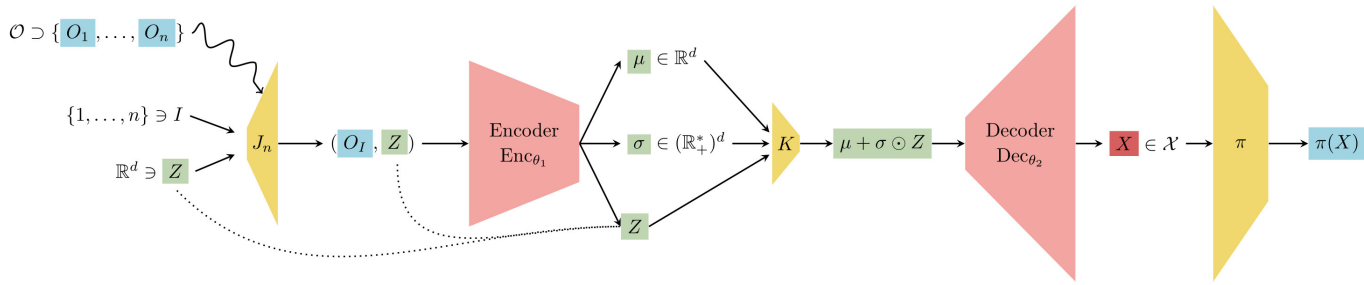 𝒪 ⊃ { O₁ , … , Oₙ }
{1, … , n} ∋ I
ℝᵈ ∋ Z
Jₙ
( O_I , Z )
Encoder
Enc_θ₁
μ ∈ ℝᵈ
σ ∈ (ℝ₊*)ᵈ
Z
K
μ + σ ⊙ Z
Decoder
Dec_θ₂
X ∈ 𝒳
π
π(X)